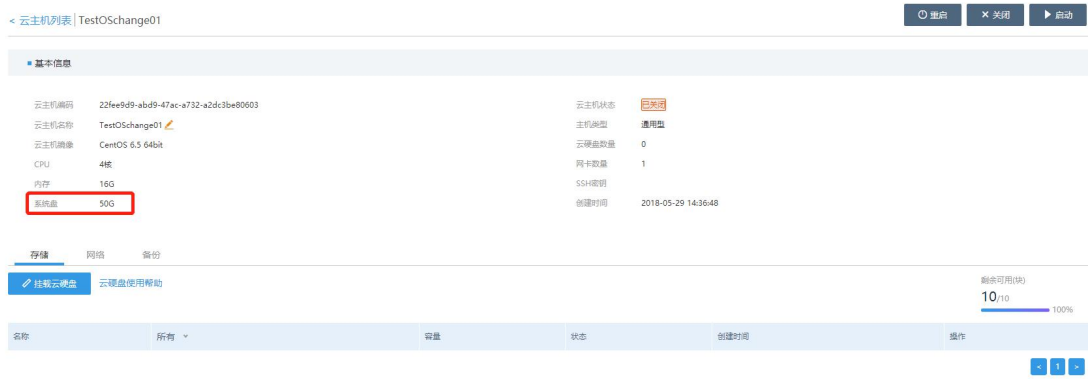 < 云主机列表 | TestOSchange01
重启 × 关闭 启动
基本信息
云主机编码 22fee9d9-abd9-47ac-a732-a2dc3be80603 云主机状态 已关闭
云主机名称 TestOSchange01 主机类型 通用型
云主机镜像 CentOS 6.5 64bit 云硬盘数量 0
CPU 4核 网卡数量 1
内存 16G SSH密钥
系统盘 50G 创建时间 2018-05-29 14:36:48
存储 网络 备份
挂载云硬盘 云硬盘使用帮助 剩余可用(块)
10/10
100%
名称 所有 容量 状态 创建时间 操作
< 1 >